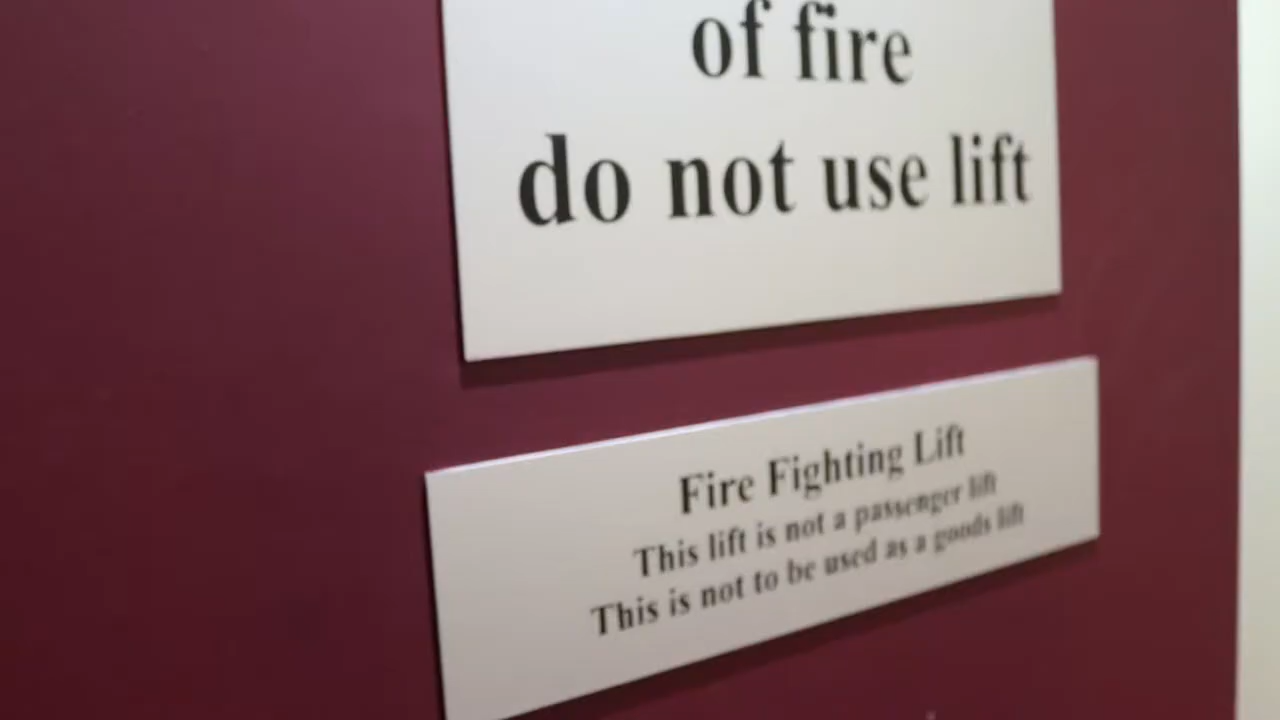 of fire
do not use lift
Fire Fighting Lift
This lift is not a passenger lift
This is not to be used as a goods lift